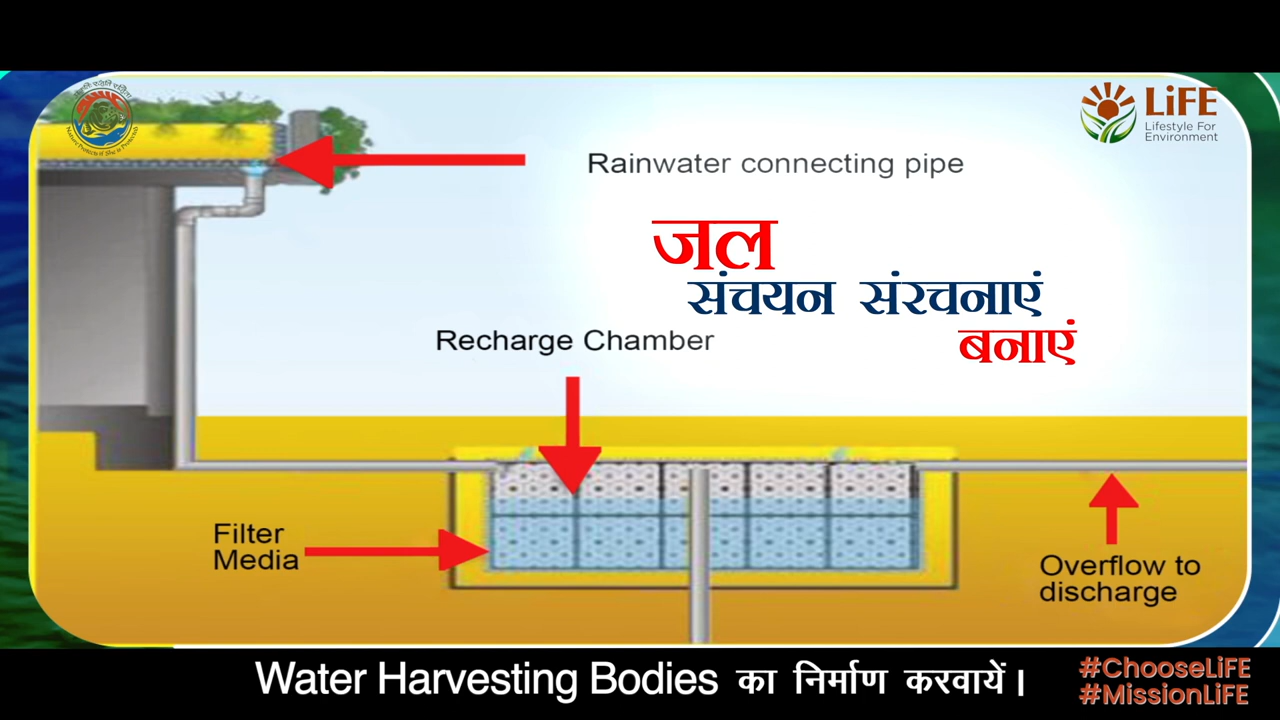 LiFE
Lifestyle For
Environment
Rainwater connecting pipe
जल
संचयन संरचनाएं
बनाएं
Recharge Chamber
Filter
Media
Overflow to
discharge
Water Harvesting Bodies का निर्माण करवायें।
#ChooseLiFE
#MissionLiFE